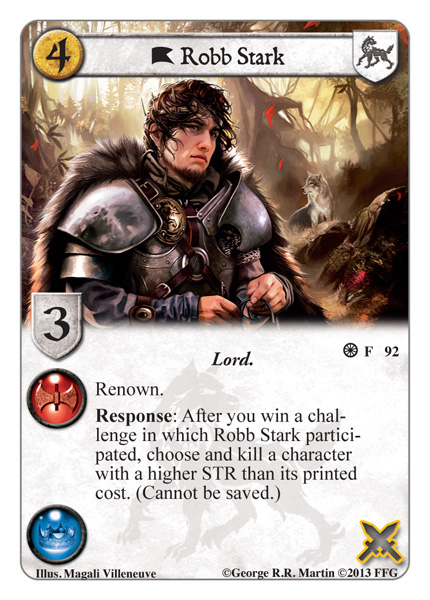 4
Robb Stark
3
Lord.
F 92
Renown.
Response: After you win a chal-
lenge in which Robb Stark partici-
pated, choose and kill a character
with a higher STR than its printed
cost. (Cannot be saved.)
Illus. Magali Villeneuve
©George R.R. Martin ©2013 FFG